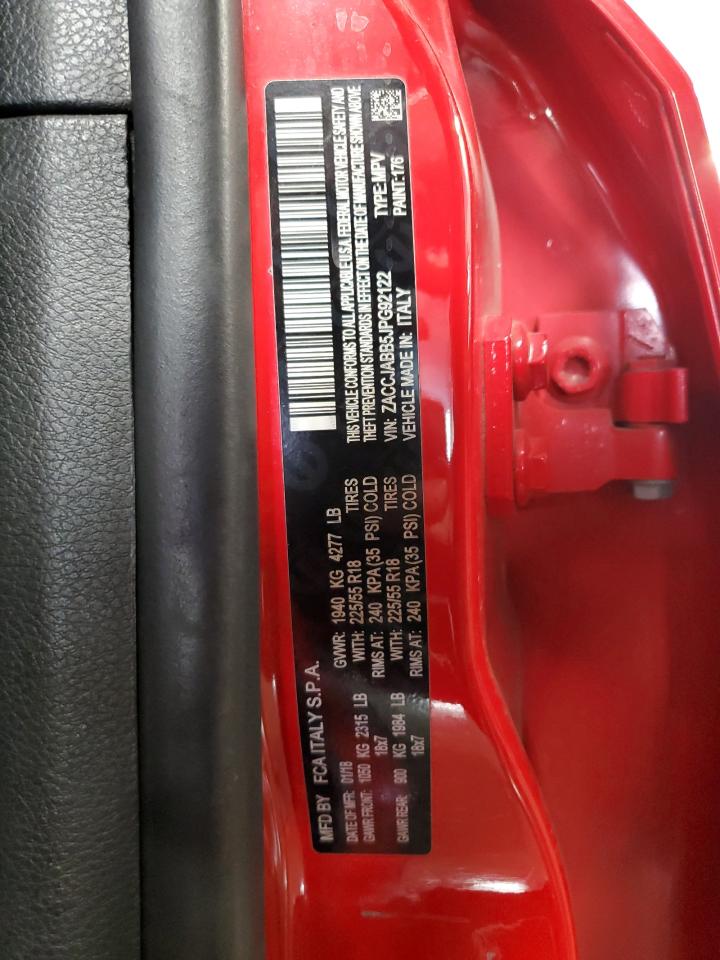 MFD BY FCA ITALY S.P.A.
DATE OF MFR: 01/18 GVWR: 1940 KG 4277 LB
GAWR FRONT: 1050 KG 2315 LB WITH: 225/55 R18 TIRES
18x7 RIMS AT: 240 KPA (35 PSI) COLD
GAWR REAR: 900 KG 1984 LB WITH: 225/55 R18 TIRES
18x7 RIMS AT: 240 KPA (35 PSI) COLD
THIS VEHICLE CONFORMS TO ALL APPLICABLE U.S.A. FEDERAL MOTOR VEHICLE SAFETY AND
THEFT PREVENTION STANDARDS IN EFFECT ON THE DATE OF MANUFACTURE SHOWN ABOVE
VIN: ZACCJABB5JPG92122 TYPE: MPV
VEHICLE MADE IN: ITALY PAINT: 176